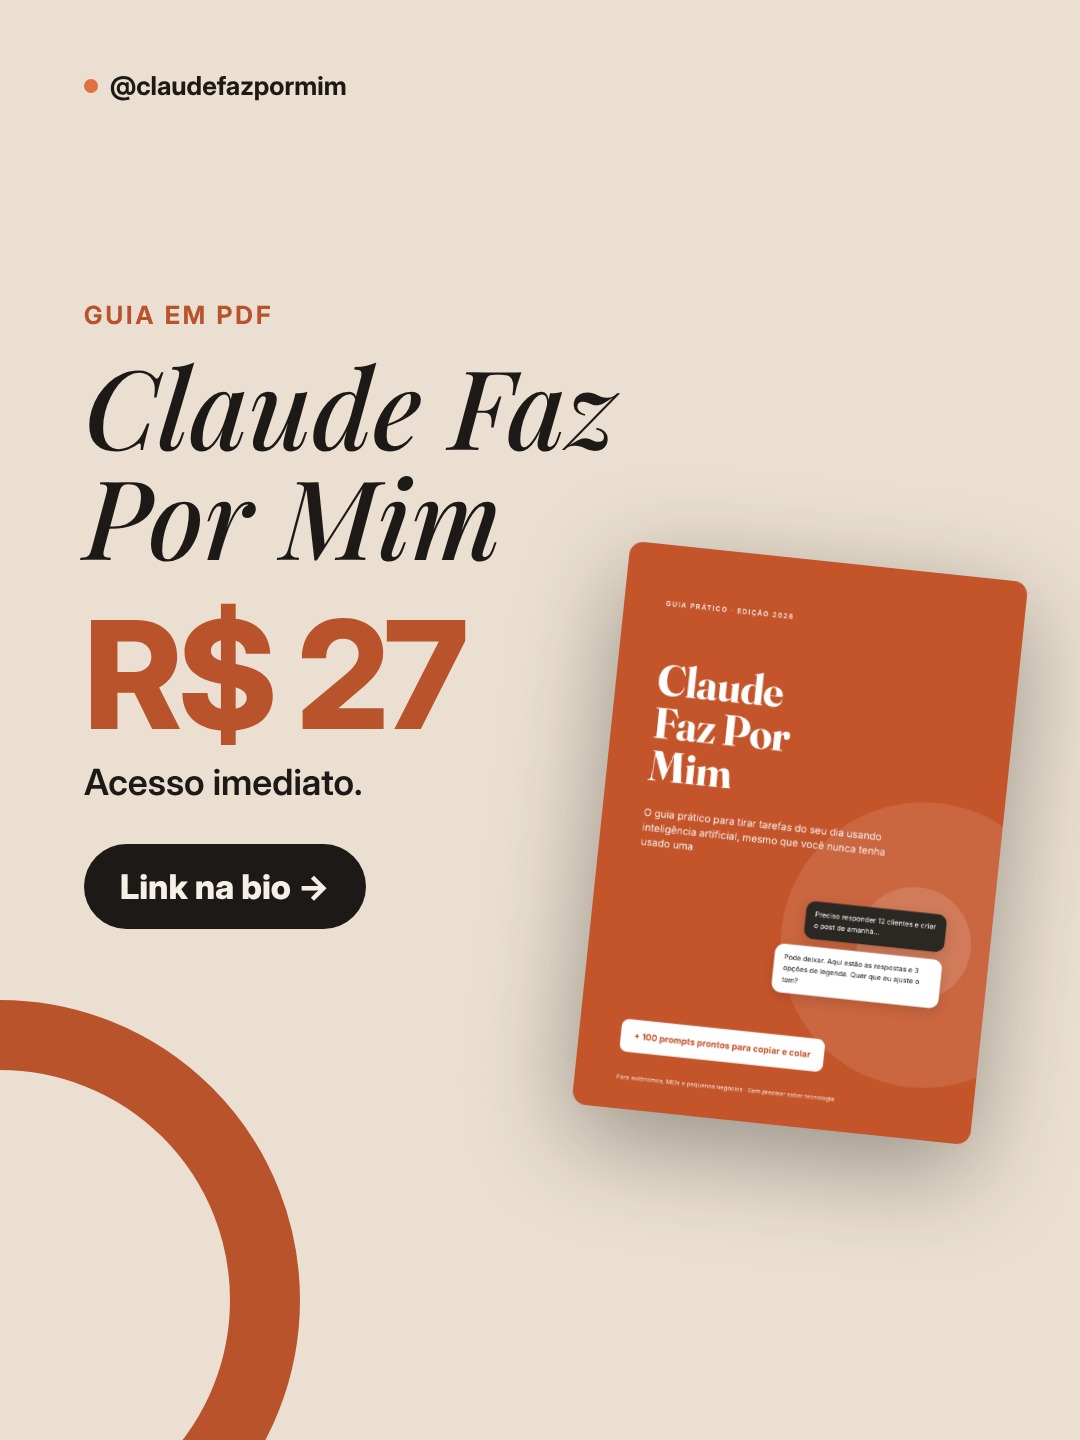 @claudefazpormim
GUIA EM PDF
Claude Faz
Por Mim
R$ 27
Acesso imediato.
Link na bio →
GUIA PRÁTICO · EDIÇÃO 2026
Claude
Faz Por
Mim
O guia prático para tirar tarefas do seu dia usando
inteligência artificial, mesmo que você nunca tenha
usado uma
Preciso responder 12 clientes e criar
o post de amanhã...
Pode deixar. Aqui estão as respostas e 3
opções de legenda. Quer que eu ajuste o
tom?
+ 100 prompts prontos para copiar e colar
Para autônomos, MEIs e pequenos negócios · Sem precisar saber tecnologia